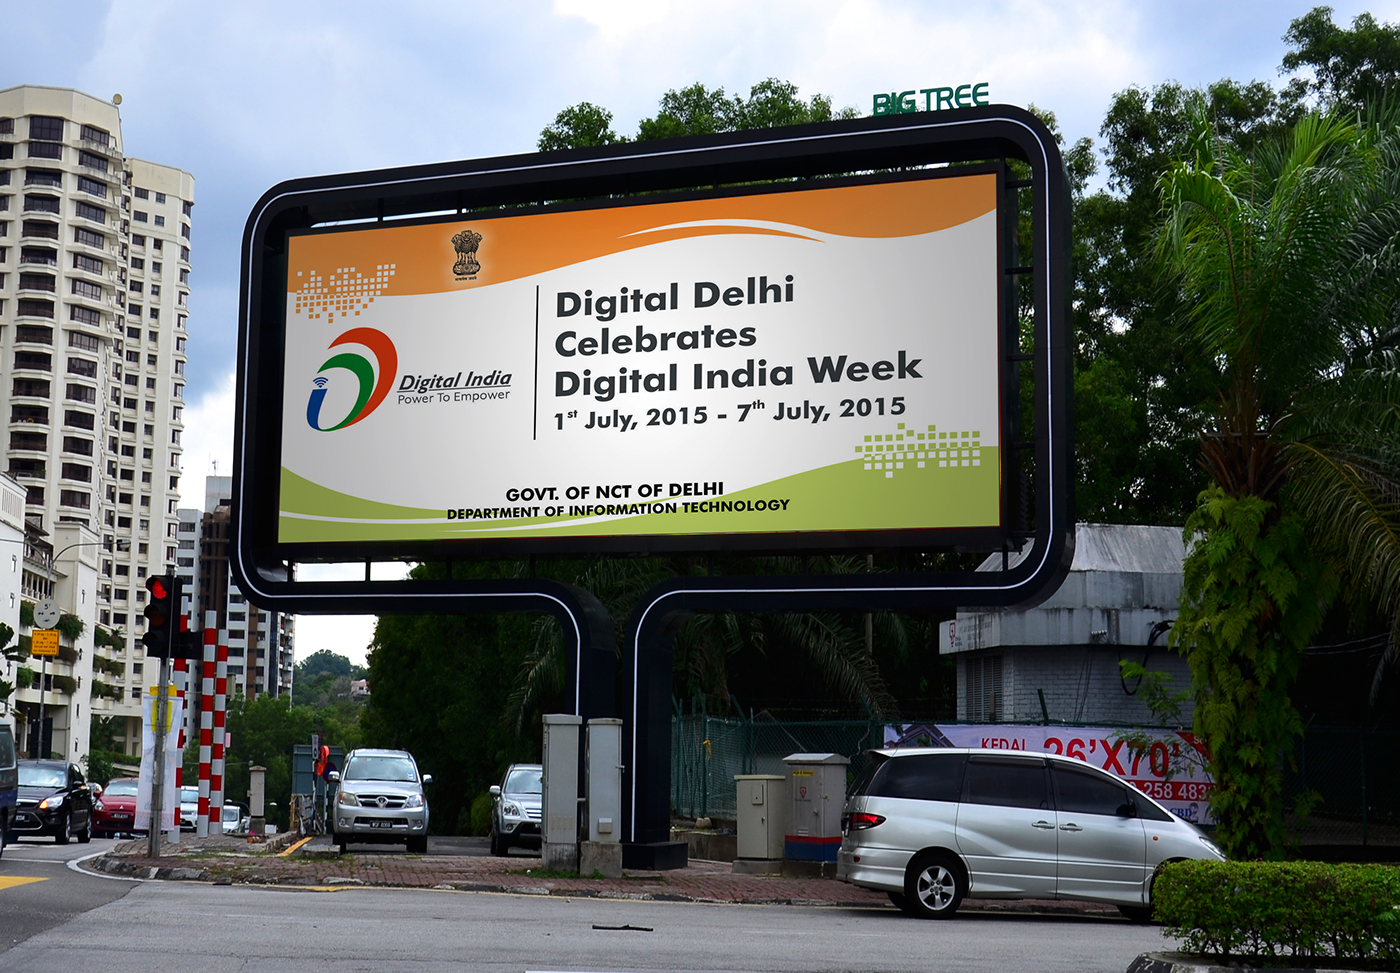 BIG TREE
Digital India
Power To Empower
Digital Delhi
Celebrates
Digital India Week
1st July, 2015 - 7th July, 2015
GOVT. OF NCT OF DELHI
DEPARTMENT OF INFORMATION TECHNOLOGY
KEDAI
26'X70'
258 483